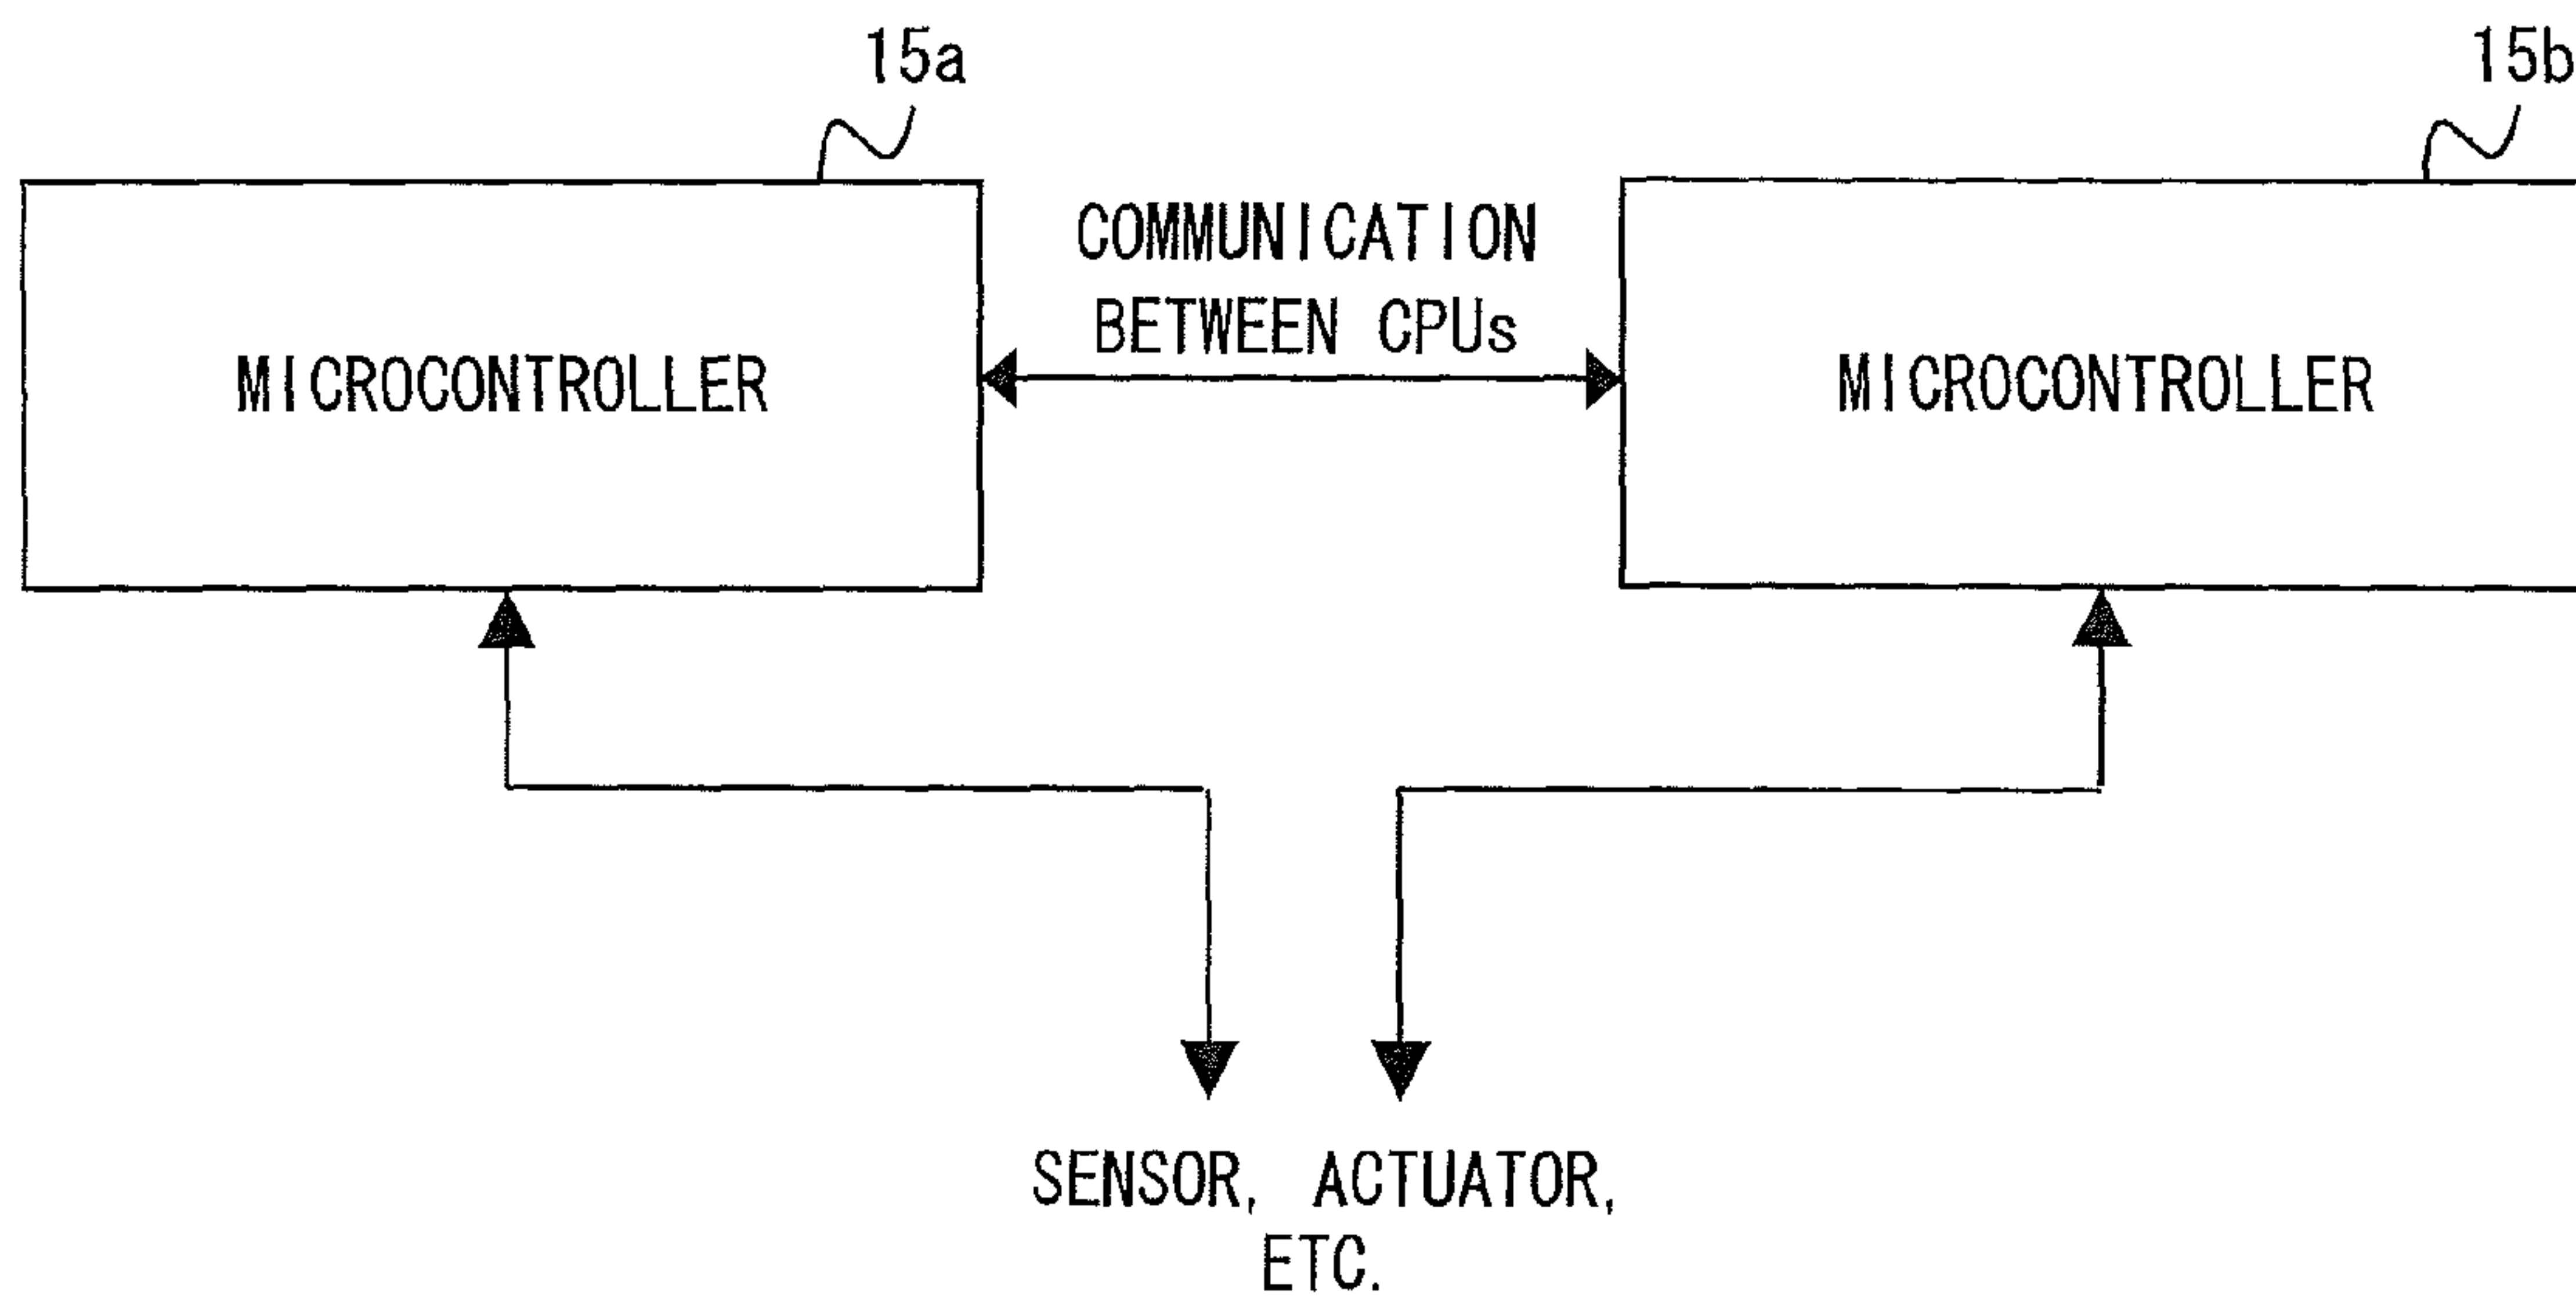 15a
15b
COMMUNICATION
BETWEEN CPUs
MICROCONTROLLER
MICROCONTROLLER
SENSOR, ACTUATOR,
ETC.